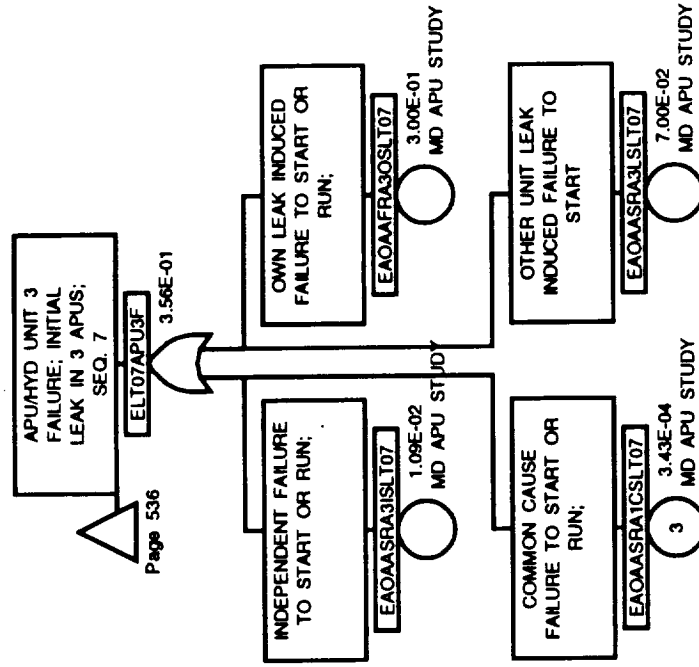 APU/HYD UNIT 3
FAILURE; INITIAL
LEAK IN 3 APUS;
SEQ. 7
ELT07APU3F
3.56E-01
Page 536
INDEPENDENT FAILURE
TO START OR RUN;
EAOAASRA3ISLT07
1.09E-02
MD APU STUDY
OWN LEAK INDUCED
FAILURE TO START OR
RUN;
EAOAAFRA3OSLT07
3.00E-01
MD APU STUDY
COMMON CAUSE
FAILURE TO START OR
RUN;
EAOAASRA1CSLT07
3
3.43E-04
MD APU STUDY
OTHER UNIT LEAK
INDUCED FAILURE TO
START
EAOAASRA3LSLT07
7.00E-02
MD APU STUDY